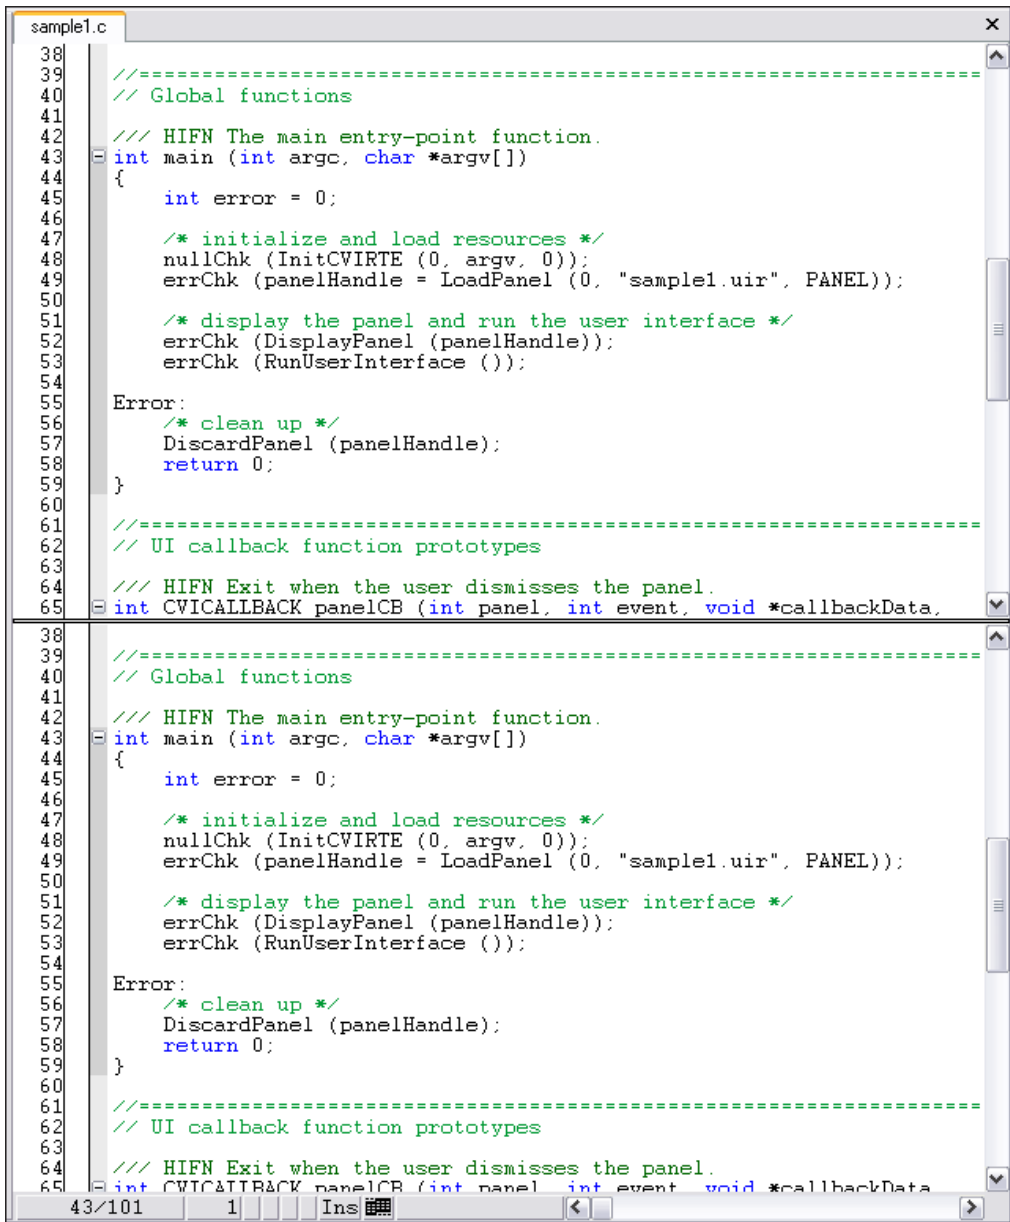 sample1.c
38
39 //===================================================================
40 // Global functions
41
42 /// HIFN The main entry-point function.
43 int main (int argc, char *argv[])
44 {
45 int error = 0;
46
47 /* initialize and load resources */
48 nullChk (InitCVIRTE (0, argv, 0));
49 errChk (panelHandle = LoadPanel (0, "sample1.uir", PANEL));
50
51 /* display the panel and run the user interface */
52 errChk (DisplayPanel (panelHandle));
53 errChk (RunUserInterface ());
54
55 Error:
56 /* clean up */
57 DiscardPanel (panelHandle);
58 return 0;
59 }
60
61 //===================================================================
62 // UI callback function prototypes
63
64 /// HIFN Exit when the user dismisses the panel.
65 int CVICALLBACK panelCB (int panel, int event, void *callbackData,
38
39 //===================================================================
40 // Global functions
41
42 /// HIFN The main entry-point function.
43 int main (int argc, char *argv[])
44 {
45 int error = 0;
46
47 /* initialize and load resources */
48 nullChk (InitCVIRTE (0, argv, 0));
49 errChk (panelHandle = LoadPanel (0, "sample1.uir", PANEL));
50
51 /* display the panel and run the user interface */
52 errChk (DisplayPanel (panelHandle));
53 errChk (RunUserInterface ());
54
55 Error:
56 /* clean up */
57 DiscardPanel (panelHandle);
58 return 0;
59 }
60
61 //===================================================================
62 // UI callback function prototypes
63
64 /// HIFN Exit when the user dismisses the panel.
65 int CVICALLBACK panelCB (int panel, int event, void *callbackData
43/101 1 Ins